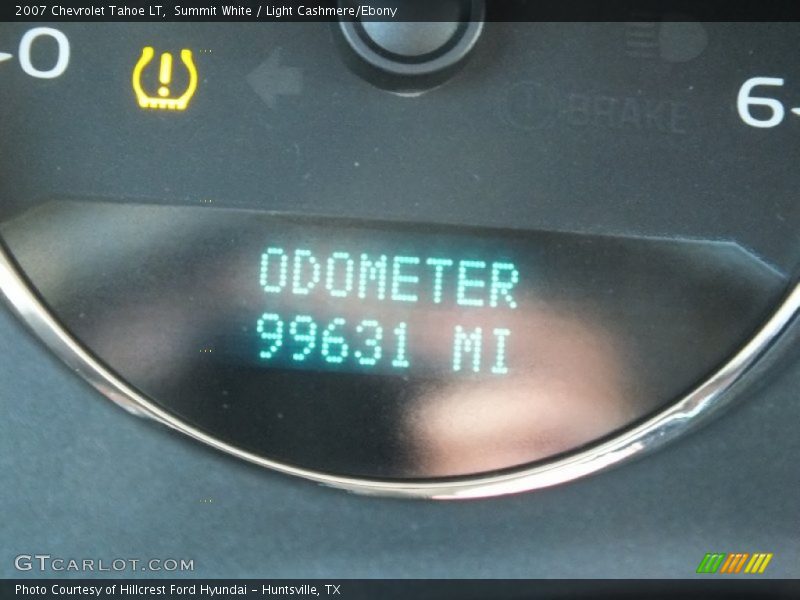 2007 Chevrolet Tahoe LT, Summit White / Light Cashmere/Ebony
0
6
BRAKE
ODOMETER
99631 MI
GTCARLOT.COM
Photo Courtesy of Hillcrest Ford Hyundai - Huntsville, TX